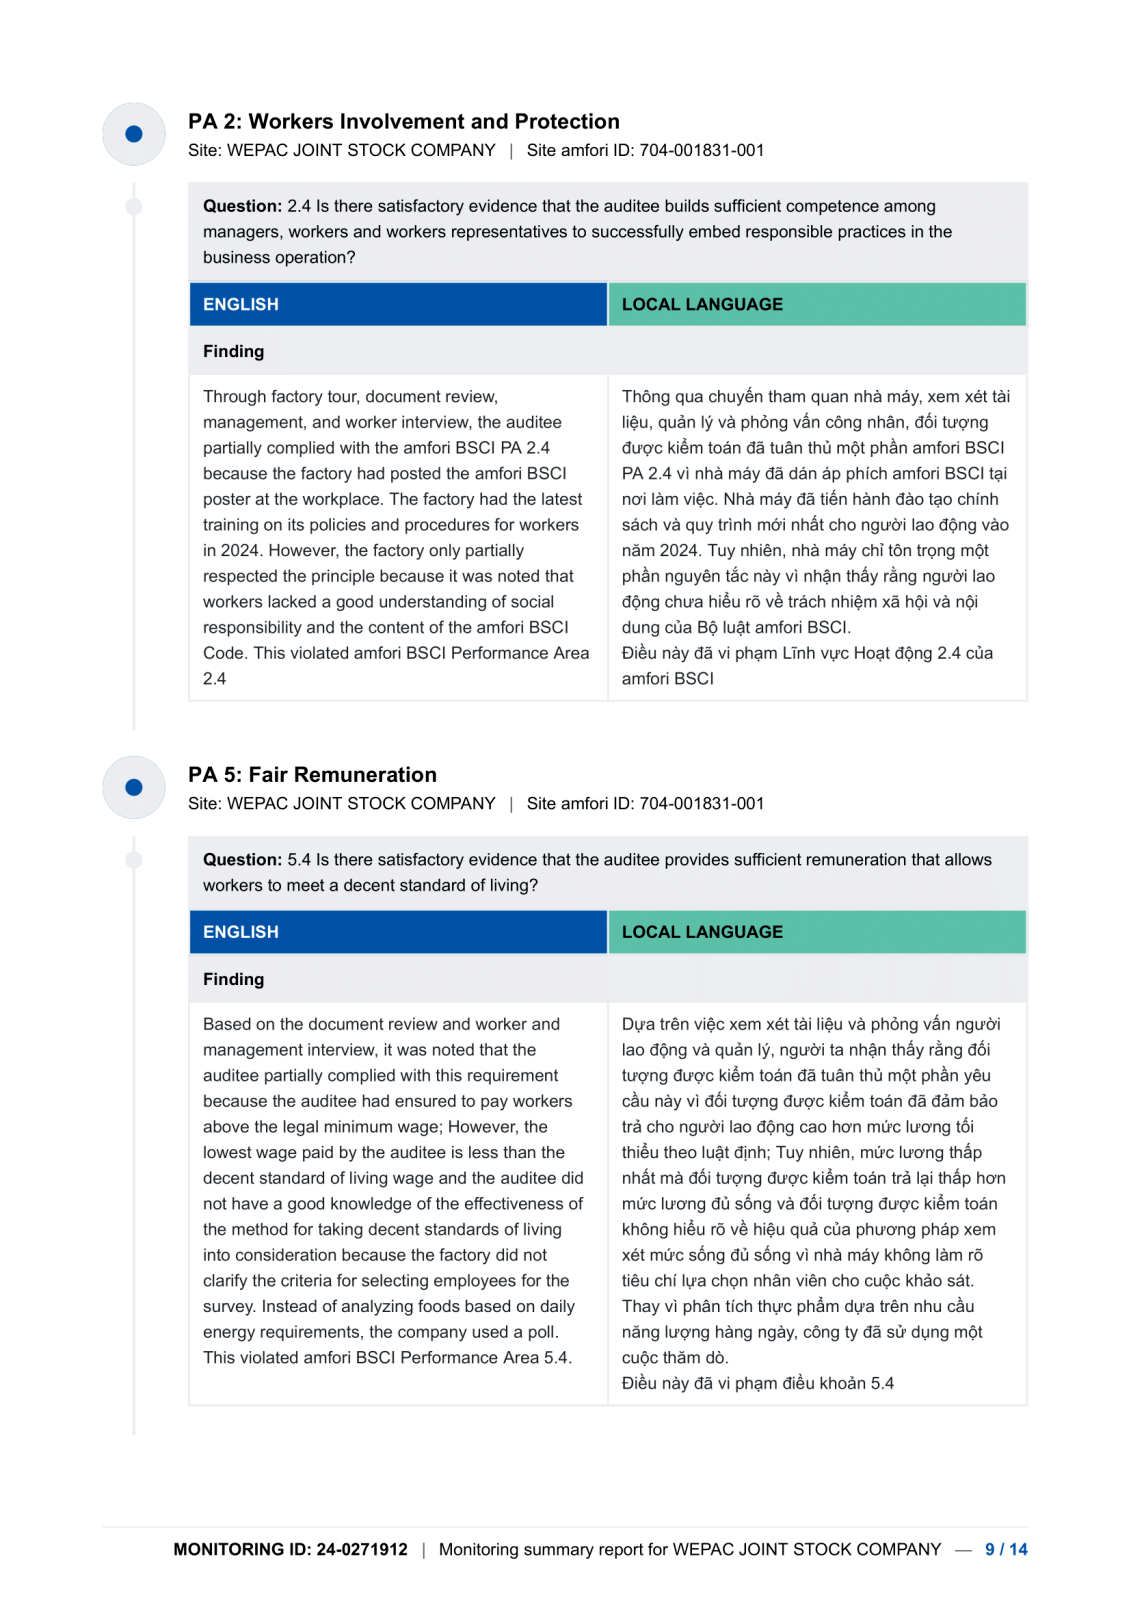 PA 2: Workers Involvement and Protection
Site: WEPAC JOINT STOCK COMPANY | Site amfori ID: 704-001831-001
Question: 2.4 Is there satisfactory evidence that the auditee builds sufficient competence among
managers, workers and workers representatives to successfully embed responsible practices in the
business operation?
ENGLISH
LOCAL LANGUAGE
Finding
Through factory tour, document review,
management, and worker interview, the auditee
partially complied with the amfori BSCI PA 2.4
because the factory had posted the amfori BSCI
poster at the workplace. The factory had the latest
training on its policies and procedures for workers
in 2024. However, the factory only partially
respected the principle because it was noted that
workers lacked a good understanding of social
responsibility and the content of the amfori BSCI
Code. This violated amfori BSCI Performance Area
2.4
Thông qua chuyến tham quan nhà máy, xem xét tài
liệu, quản lý và phỏng vấn công nhân, đối tượng
được kiểm toán đã tuân thủ một phần amfori BSCI
PA 2.4 vì nhà máy đã dán áp phích amfori BSCI tại
nơi làm việc. Nhà máy đã tiến hành đào tạo chính
sách và quy trình mới nhất cho người lao động vào
năm 2024. Tuy nhiên, nhà máy chỉ tôn trọng một
phần nguyên tắc này vì nhận thấy rằng người lao
động chưa hiểu rõ về trách nhiệm xã hội và nội
dung của Bộ luật amfori BSCI.
Điều này đã vi phạm Lĩnh vực Hoạt động 2.4 của
amfori BSCI
PA 5: Fair Remuneration
Site: WEPAC JOINT STOCK COMPANY | Site amfori ID: 704-001831-001
Question: 5.4 Is there satisfactory evidence that the auditee provides sufficient remuneration that allows
workers to meet a decent standard of living?
ENGLISH
LOCAL LANGUAGE
Finding
Based on the document review and worker and
management interview, it was noted that the
auditee partially complied with this requirement
because the auditee had ensured to pay workers
above the legal minimum wage; However, the
lowest wage paid by the auditee is less than the
decent standard of living wage and the auditee did
not have a good knowledge of the effectiveness of
the method for taking decent standards of living
into consideration because the factory did not
clarify the criteria for selecting employees for the
survey. Instead of analyzing foods based on daily
energy requirements, the company used a poll.
This violated amfori BSCI Performance Area 5.4.
Dựa trên việc xem xét tài liệu và phỏng vấn người
lao động và quản lý, người ta nhận thấy rằng đối
tượng được kiểm toán đã tuân thủ một phần yêu
cầu này vì đối tượng được kiểm toán đã đảm bảo
trả cho người lao động cao hơn mức lương tối
thiểu theo luật định; Tuy nhiên, mức lương thấp
nhất mà đối tượng được kiểm toán trả lại thấp hơn
mức lương đủ sống và đối tượng được kiểm toán
không hiểu rõ về hiệu quả của phương pháp xem
xét mức sống đủ sống vì nhà máy không làm rõ
tiêu chí lựa chọn nhân viên cho cuộc khảo sát.
Thay vì phân tích thực phẩm dựa trên nhu cầu
năng lượng hàng ngày, công ty đã sử dụng một
cuộc thăm dò.
Điều này đã vi phạm điều khoản 5.4
MONITORING ID: 24-0271912 | Monitoring summary report for WEPAC JOINT STOCK COMPANY — 9 / 14